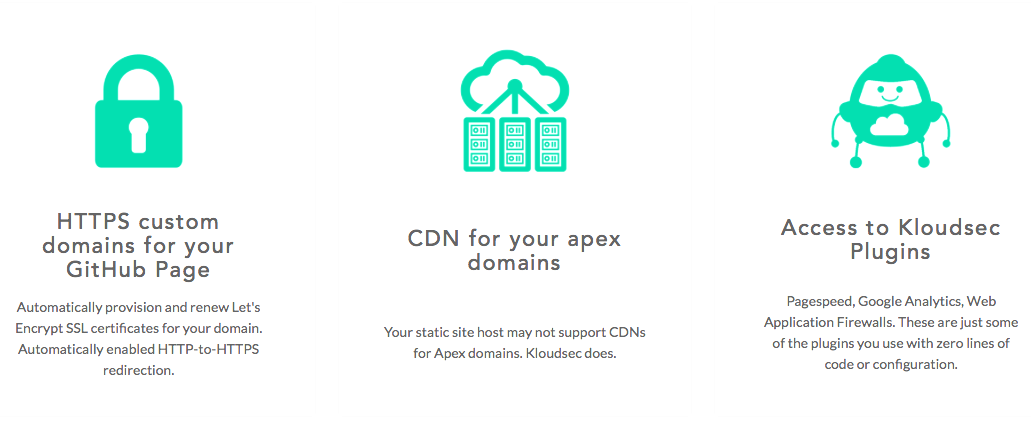 HTTPS custom
domains for your
GitHub Page
Automatically provision and renew Let's
Encrypt SSL certificates for your domain.
Automatically enabled HTTP-to-HTTPS
redirection.
CDN for your apex
domains
Your static site host may not support CDNs
for Apex domains. Kloudsec does.
Access to Kloudsec
Plugins
Pagespeed, Google Analytics, Web
Application Firewalls. These are just some
of the plugins you use with zero lines of
code or configuration.